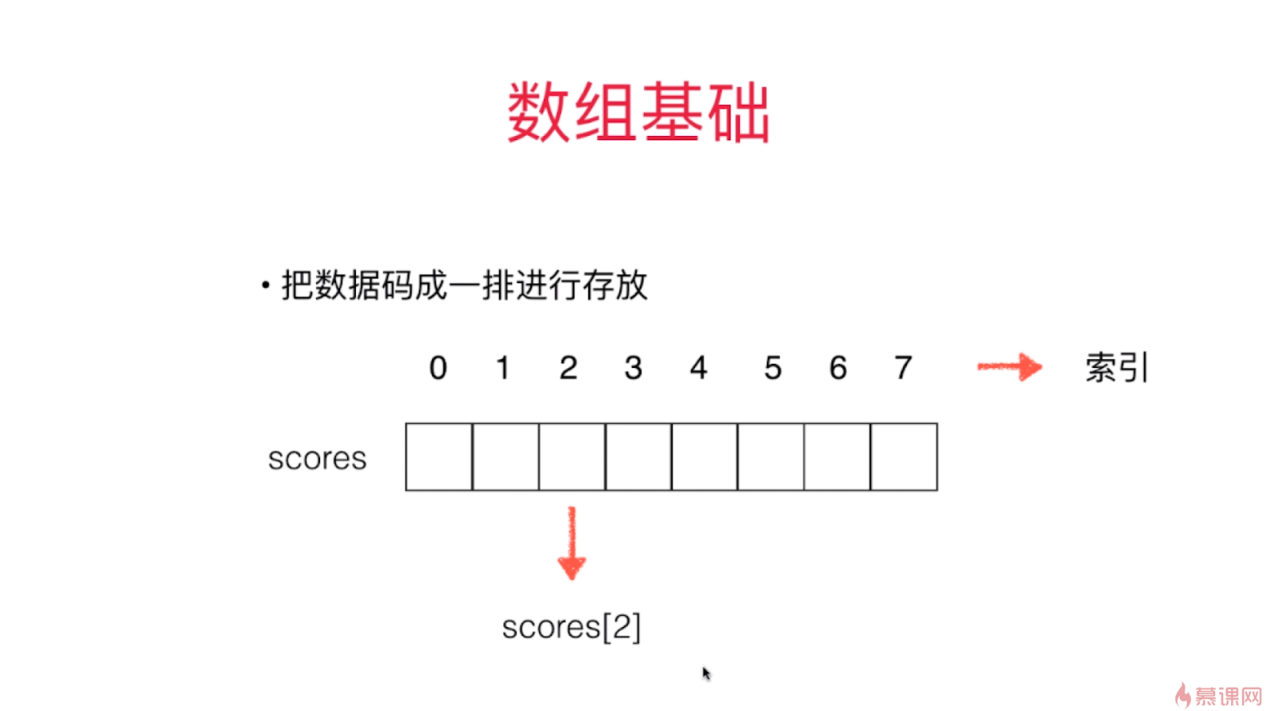 数组基础
• 把数据码成一排进行存放
0 1 2 3 4 5 6 7 索引
scores
scores[2]
慕课网